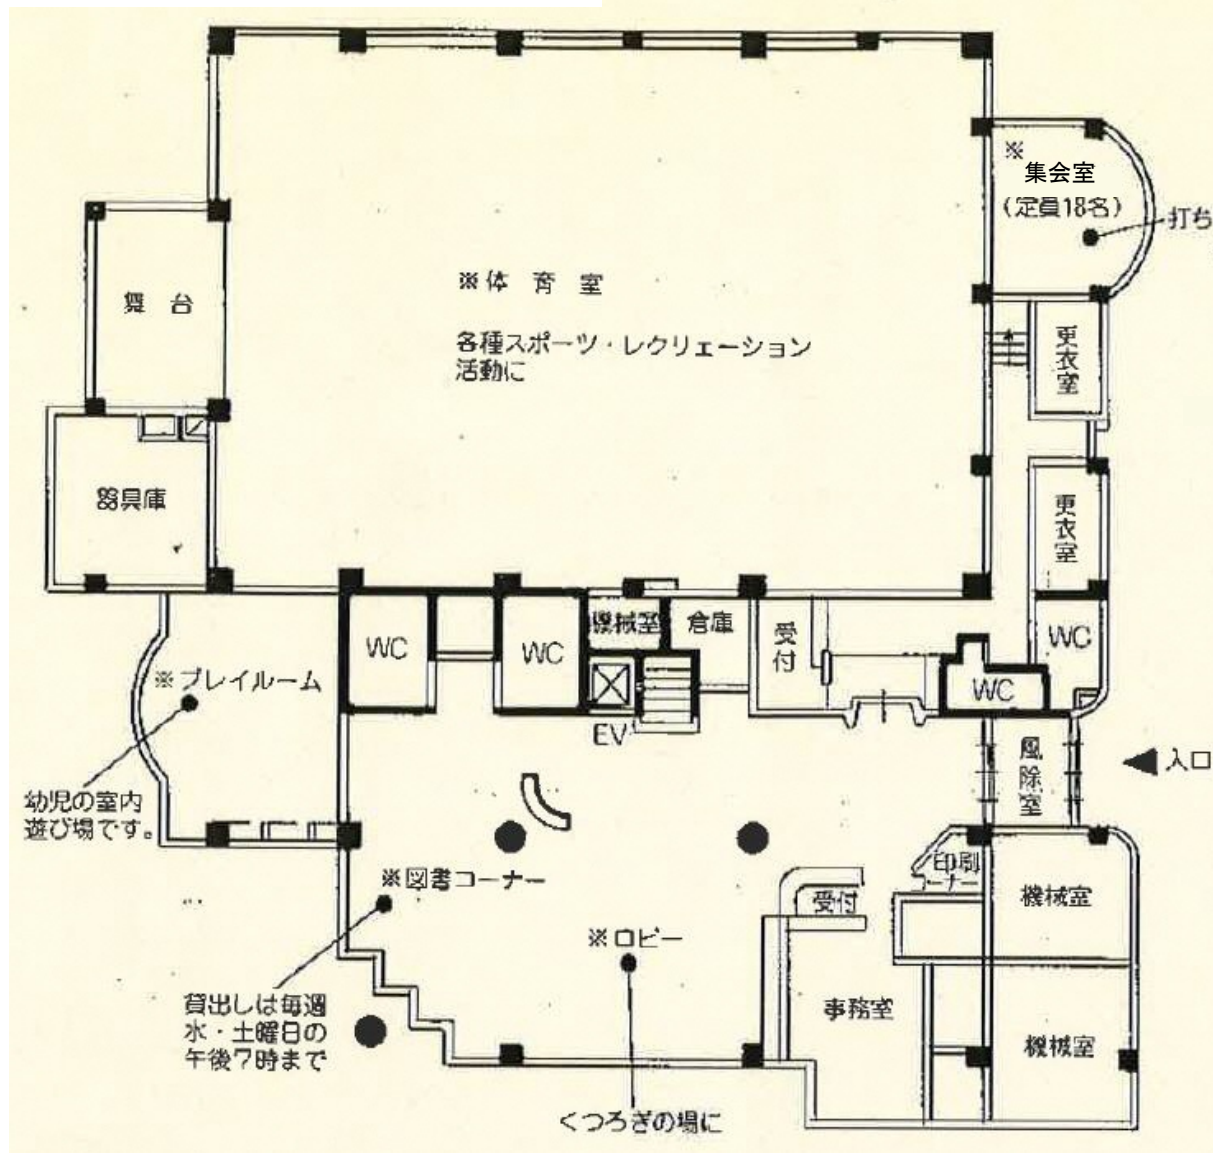 ※
集会室
(定員18名)
打ち
※体育室
各種スポーツ・レクリェーション
活動に
舞台
更衣室
器具庫
更衣室
WC
WC
機械室
倉庫
受付
WC
WC
※プレイルーム
EV
風除室
入口
幼児の室内
遊び場です。
※図書コーナー
印刷
コーナー
機械室
受付
※ロビー
貸出しは毎週
水・土曜日の
午後7時まで
事務室
機械室
くつろぎの場に